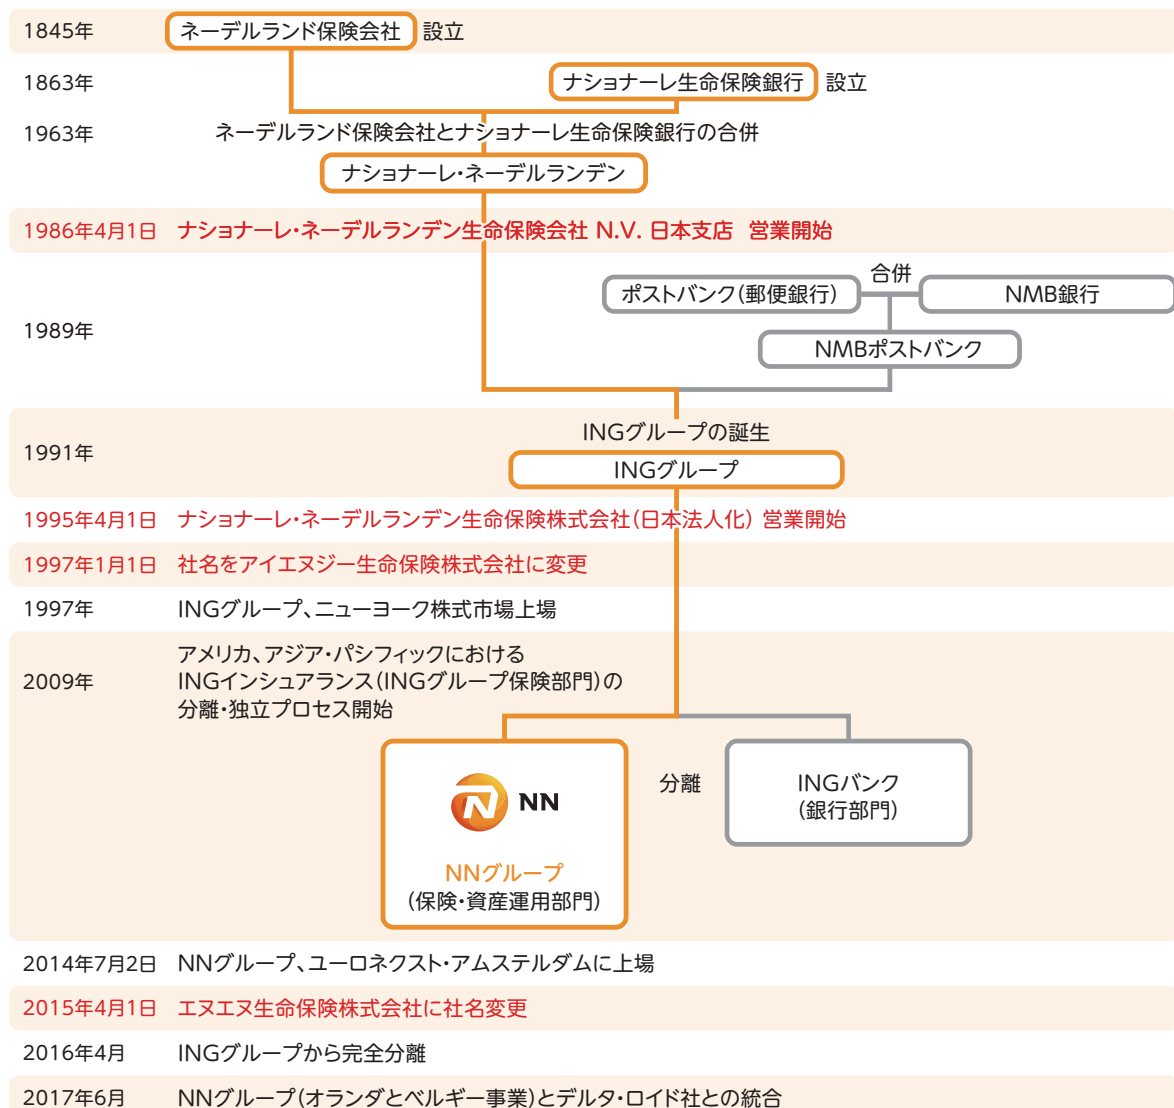 1845年 ネーデルランド保険会社 設立
1863年 ナショナーレ生命保険銀行 設立
1963年 ネーデルランド保険会社とナショナーレ生命保険銀行の合併
ナショナーレ・ネーデルランデン
1986年4月1日 ナショナーレ・ネーデルランデン生命保険会社 N.V. 日本支店 営業開始
合併
ポストバンク(郵便銀行) NMB銀行
1989年
NMBポストバンク
INGグループの誕生
1991年
INGグループ
1995年4月1日 ナショナーレ・ネーデルランデン生命保険株式会社(日本法人化) 営業開始
1997年1月1日 社名をアイエヌジー生命保険株式会社に変更
1997年 INGグループ、ニューヨーク株式市場上場
アメリカ、アジア・パシフィックにおける
2009年 INGインシュアランス(INGグループ保険部門)の
分離・独立プロセス開始
分離
INGバンク
(銀行部門)
NN
NNグループ
(保険・資産運用部門)
2014年7月2日 NNグループ、ユーロネクスト・アムステルダムに上場
2015年4月1日 エヌエヌ生命保険株式会社に社名変更
2016年4月 INGグループから完全分離
2017年6月 NNグループ(オランダとベルギー事業)とデルタ・ロイド社との統合